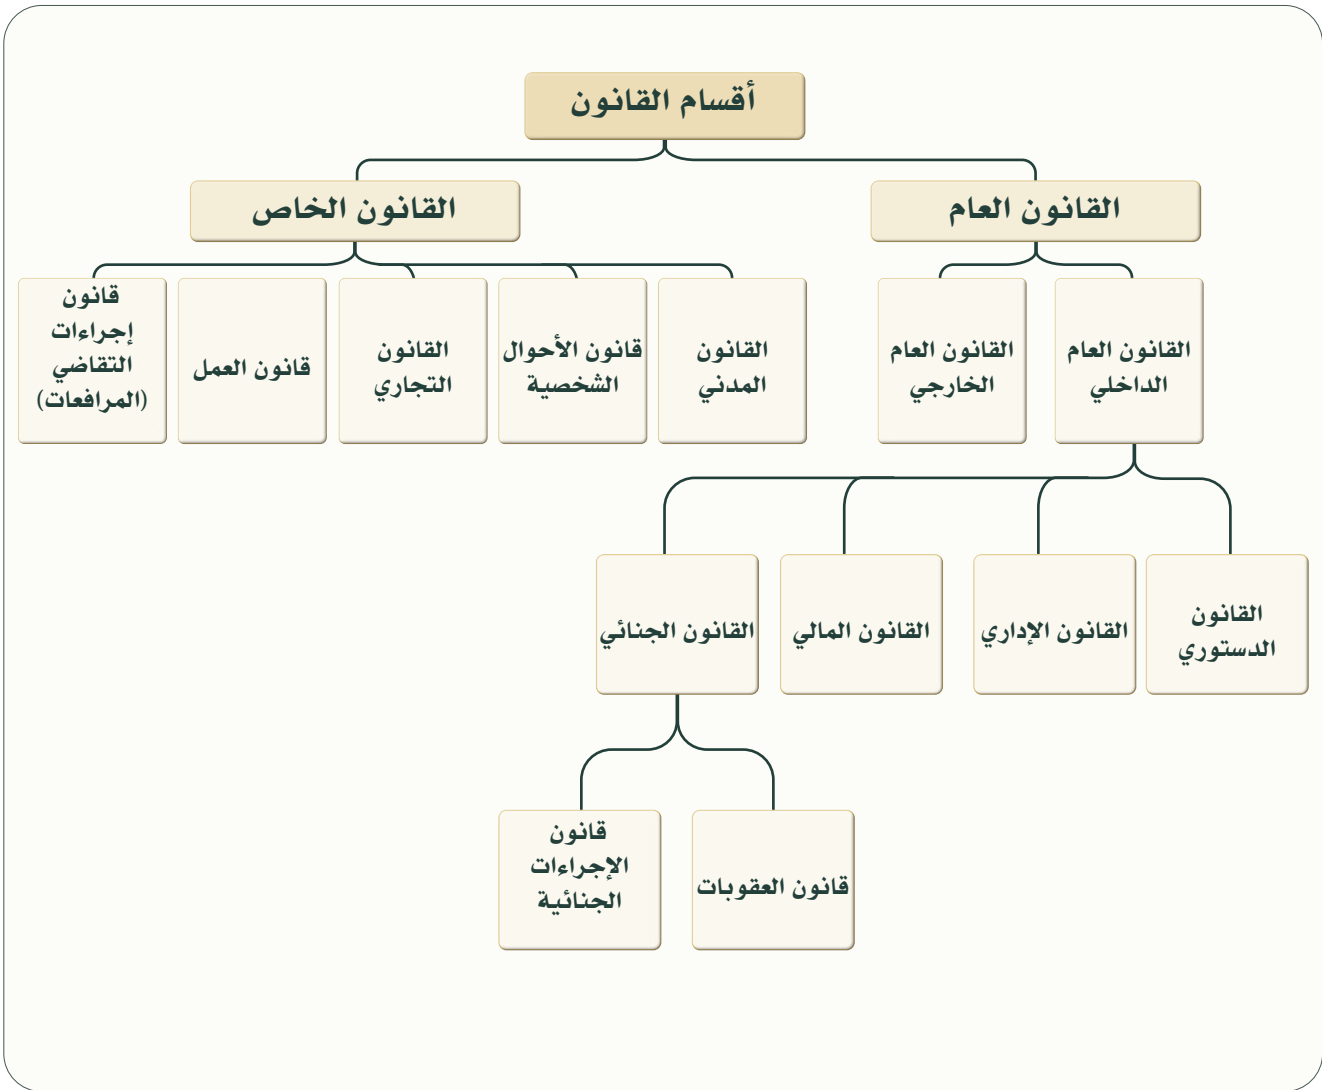 أقسام القانون
القانون العام
القانون الخاص
القانون العام
الداخلي
القانون العام
الخارجي
القانون
المدني
قانون الأحوال
الشخصية
القانون
التجاري
قانون العمل
قانون
إجراءات
التقاضي
(المرافعات)
القانون
الدستوري
القانون الإداري
القانون المالي
القانون الجنائي
قانون العقوبات
قانون
الإجراءات
الجنائية